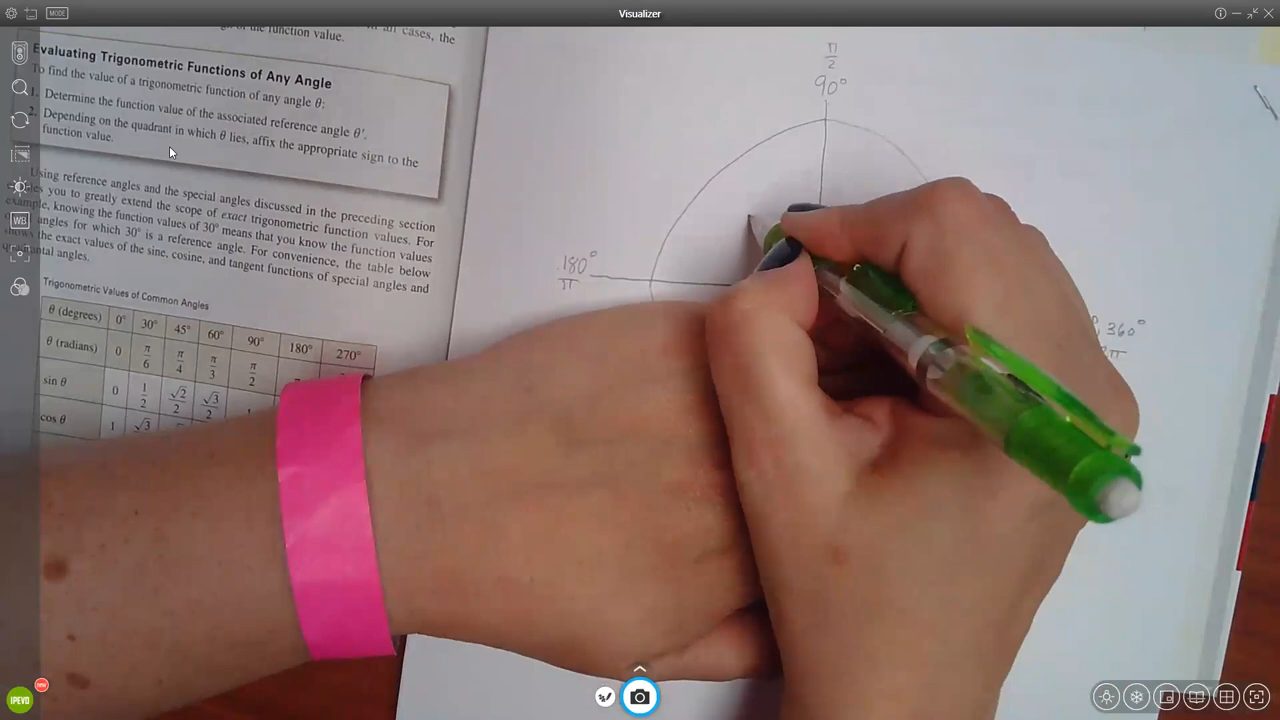 MODE
Visualizer
of the function value.
cases, the
Evaluating Trigonometric Functions of Any Angle
To find the value of a trigonometric function of any angle θ:
1. Determine the function value of the associated reference angle θ′.
2. Depending on the quadrant in which θ lies, affix the appropriate sign to the
function value.
Using reference angles and the special angles discussed in the preceding section
you to greatly extend the scope of exact trigonometric function values. For
example, knowing the function values of 30° means that you know the function values
angles for which 30° is a reference angle. For convenience, the table below
the exact values of the sine, cosine, and tangent functions of special angles and
angles.
Trigonometric Values of Common Angles
θ (degrees) 0° 30° 45° 60° 90° 180° 270°
θ (radians) 0 π/6 π/4 π/3 π/2
sin θ 0 1/2 √2/2 √3/2
cos θ 1 √3
π/2
90°
180°
π
360°
π
WB
IPEVO
new